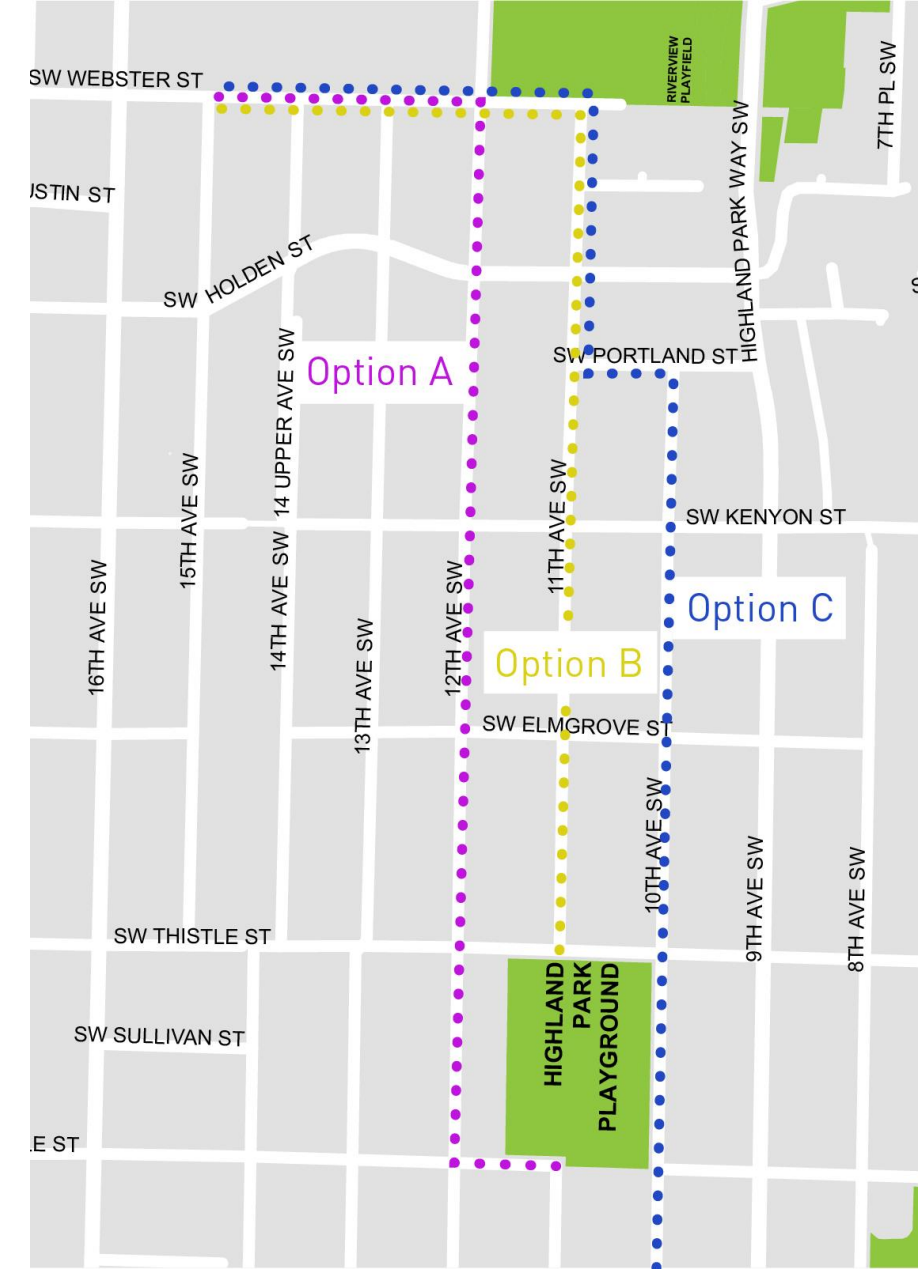 RIVERVIEW
PLAYFIELD
SW WEBSTER ST
7TH PL SW
HIGHLAND PARK WAY SW
USTIN ST
SW HOLDEN ST
S
SW PORTLAND ST
Option A
14 UPPER AVE SW
15TH AVE SW
11TH AVE SW
SW KENYON ST
14TH AVE SW
16TH AVE SW
12TH AVE SW
Option C
13TH AVE SW
Option B
SW ELMGROVE ST
10TH AVE SW
9TH AVE SW
8TH AVE SW
SW THISTLE ST
HIGHLAND
PARK
PLAYGROUND
SW SULLIVAN ST
LE ST